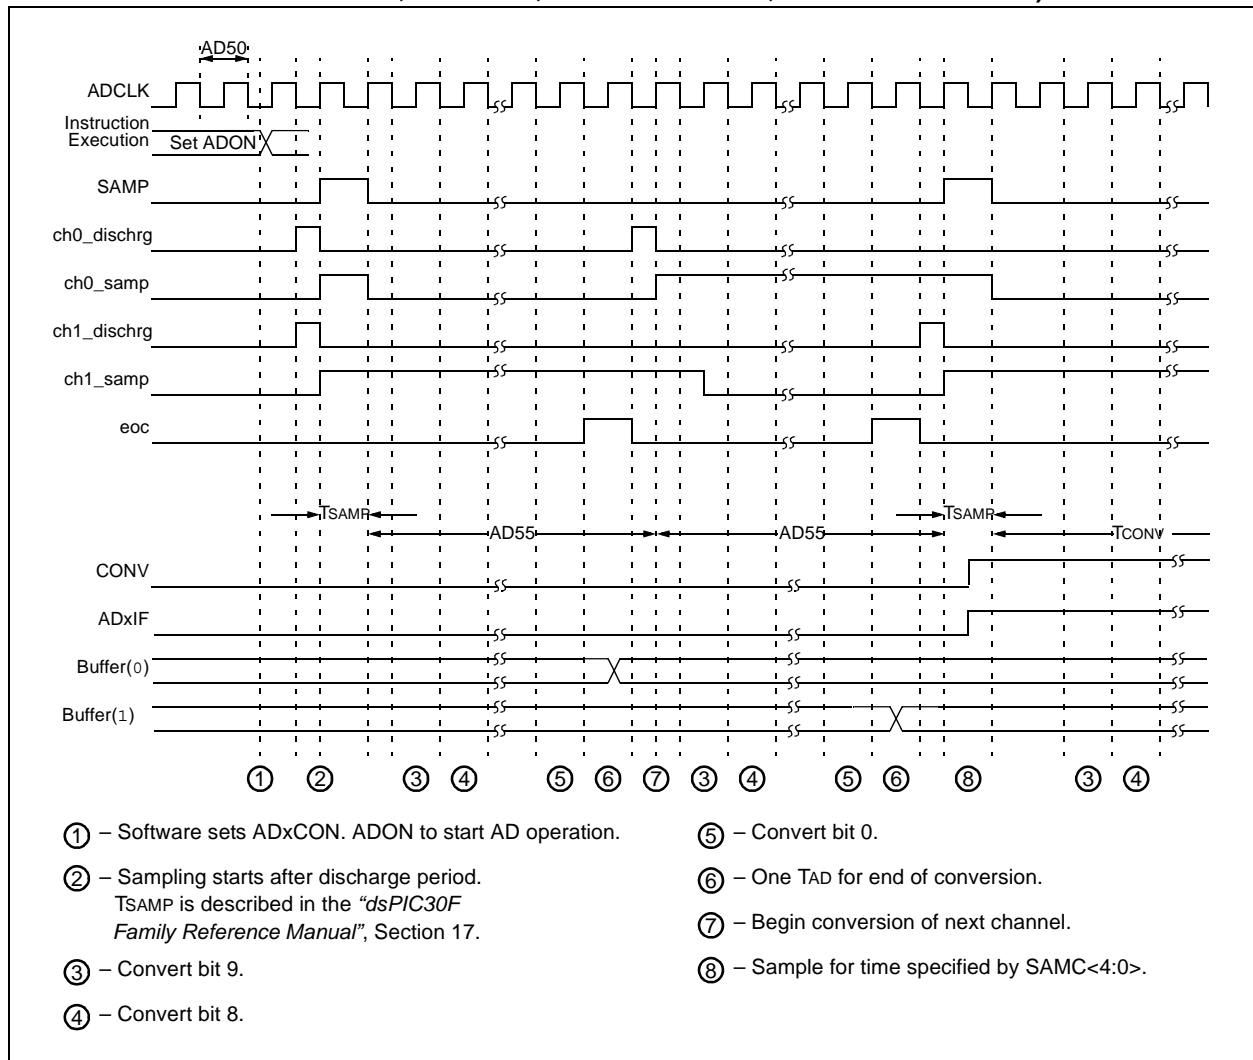 AD50
ADCLK
Instruction
Execution
Set ADON
SAMP
ch0_dischrg
ch0_samp
ch1_dischrg
ch1_samp
eoc
TSAMP
TSAMP
AD55
AD55
TCONV
CONV
ADxIF
Buffer(0)
Buffer(1)
1 2 3 4 5 6 7 3 4 5 6 8 3 4
1 – Software sets ADxCON. ADON to start AD operation.
2 – Sampling starts after discharge period.
TSAMP is described in the "dsPIC30F
Family Reference Manual", Section 17.
3 – Convert bit 9.
4 – Convert bit 8.
5 – Convert bit 0.
6 – One TAD for end of conversion.
7 – Begin conversion of next channel.
8 – Sample for time specified by SAMC<4:0>.